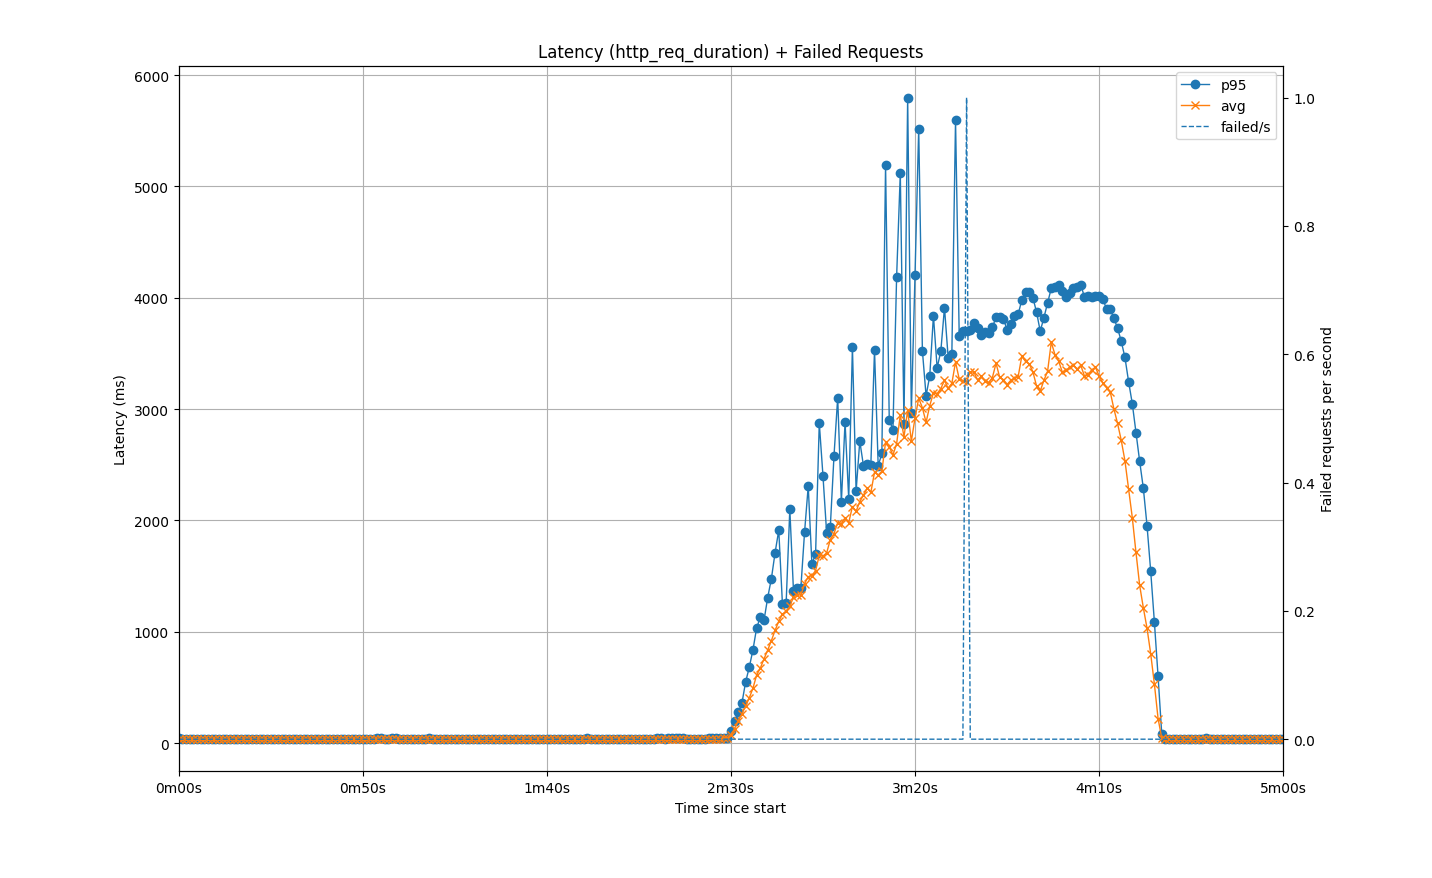 Latency (http_req_duration) + Failed Requests
p95
avg
failed/s
6000
5000
4000
3000
2000
1000
0
Latency (ms)
1.0
0.8
0.6
0.4
0.2
0.0
Failed requests per second
0m00s 0m50s 1m40s 2m30s 3m20s 4m10s 5m00s
Time since start